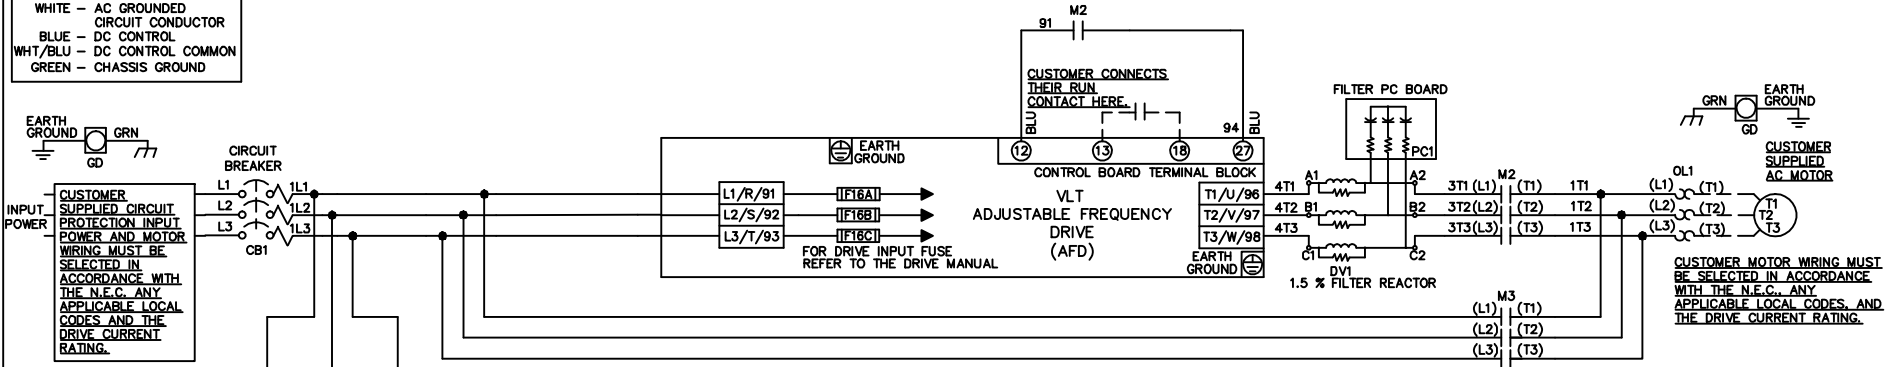 WHITE – AC GROUNDED
CIRCUIT CONDUCTOR
BLUE – DC CONTROL
WHT/BLU – DC CONTROL COMMON
GREEN – CHASSIS GROUND
EARTH
GROUND
GRN
GD
CIRCUIT
BREAKER
INPUT
POWER
CUSTOMER
SUPPLIED CIRCUIT
PROTECTION INPUT
POWER AND MOTOR
WIRING MUST BE
SELECTED IN
ACCORDANCE WITH
THE N.E.C. ANY
APPLICABLE LOCAL
CODES AND THE
DRIVE CURRENT
RATING.
L1
L2
L3
1L1
1L2
1L3
CB1
M2
91
CUSTOMER CONNECTS
THEIR RUN
CONTACT HERE.
BLU
94
BLU
12
13
18
27
CONTROL BOARD TERMINAL BLOCK
EARTH
GROUND
L1/R/91
L2/S/92
L3/T/93
F16A
F16B
F16C
FOR DRIVE INPUT FUSE
REFER TO THE DRIVE MANUAL
VLT
ADJUSTABLE FREQUENCY
DRIVE
(AFD)
T1/U/96
T2/V/97
T3/W/98
EARTH
GROUND
4T1
4T2
4T3
A1
B1
C1
A2
B2
C2
DV1
1.5 % FILTER REACTOR
FILTER PC BOARD
PC1
M2
3T1 (L1) (T1) 1T1
3T2 (L2) (T2) 1T2
3T3 (L3) (T3) 1T3
M3
(L1) (T1)
(L2) (T2)
(L3) (T3)
OL1
(L1) (T1)
(L2) (T2)
(L3) (T3)
T1
T2
T3
GRN
EARTH
GROUND
GD
CUSTOMER
SUPPLIED
AC MOTOR
CUSTOMER MOTOR WIRING MUST
BE SELECTED IN ACCORDANCE
WITH THE N.E.C., ANY
APPLICABLE LOCAL CODES, AND
THE DRIVE CURRENT RATING.